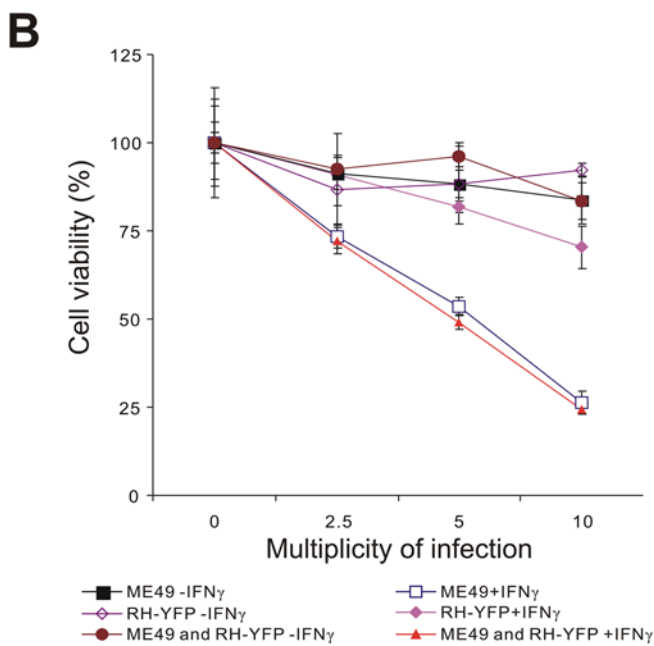 B
125
100
75
50
25
0
Cell viability (%)
0 2.5 5 10
Multiplicity of infection
ME49 -IFNγ ME49+IFNγ
RH-YFP -IFNγ RH-YFP+IFNγ
ME49 and RH-YFP -IFNγ ME49 and RH-YFP +IFNγ